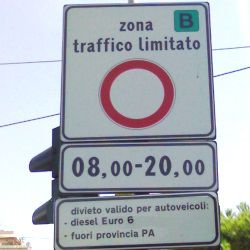 B
zona
traffico limitato
08,00-20,00
divieto valido per autoveicoli:
- diesel Euro 6
- fuori provincia PA